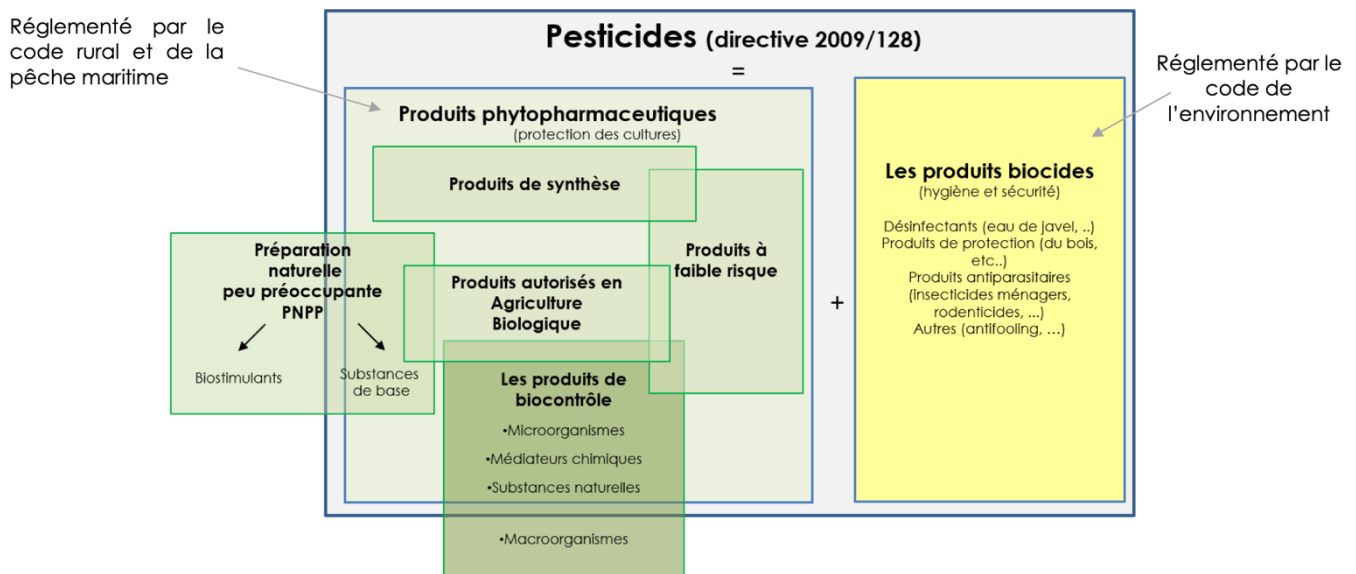 Réglementé par le
code rural et de la
pêche maritime
Pesticides (directive 2009/128)
=
Réglementé par le
code de
l'environnement
Produits phytopharmaceutiques
(protection des cultures)
Produits de synthèse
Produits à
faible risque
Préparation
naturelle
peu préoccupante
PNPP
Biostimulants
Substances
de base
Produits autorisés en
Agriculture
Biologique
Les produits de
biocontrôle
•Microorganismes
•Médiateurs chimiques
•Substances naturelles
•Macroorganismes
+
Les produits biocides
(hygiène et sécurité)
Désinfectants (eau de javel, ..)
Produits de protection (du bois,
etc..)
Produits antiparasitaires
(insecticides ménagers,
rodenticides, ...)
Autres (antifooling, …)